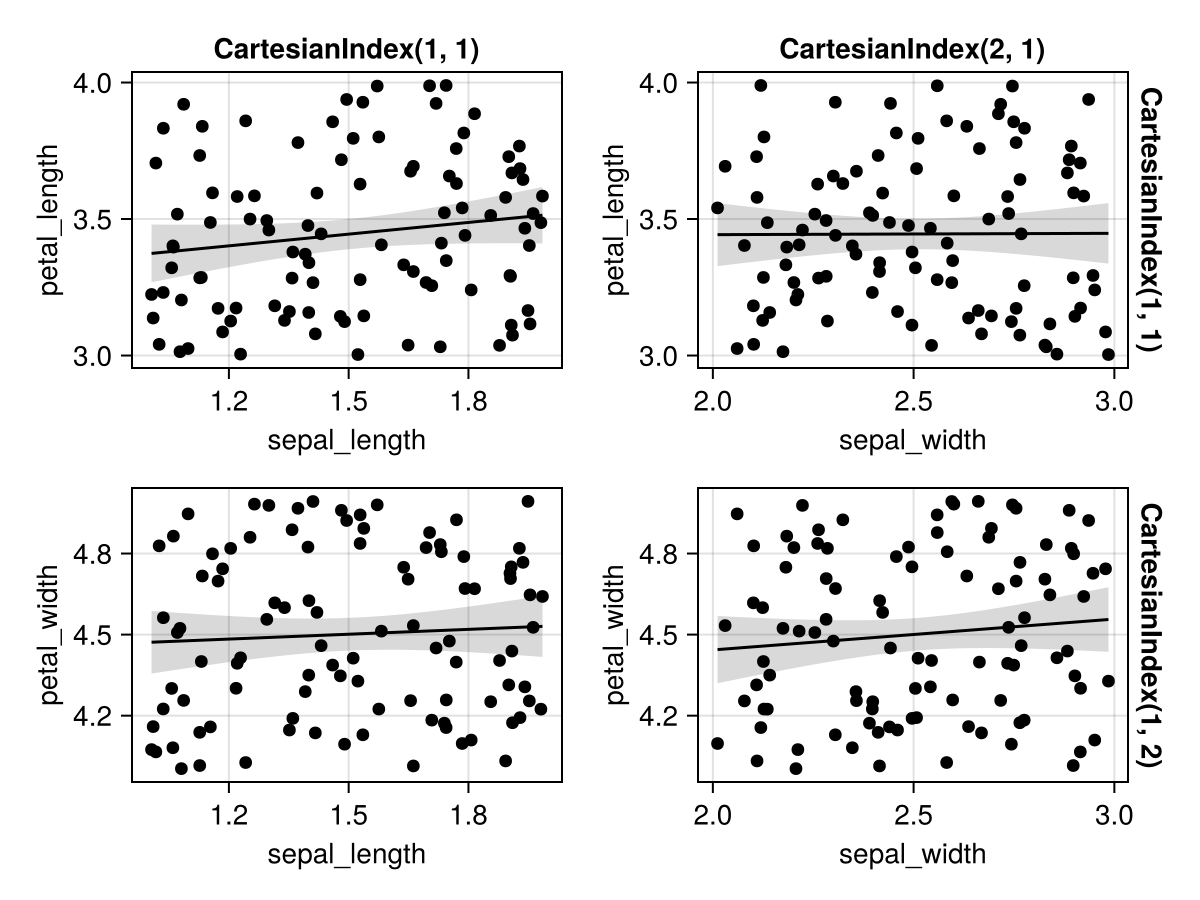 CartesianIndex(1, 1)
CartesianIndex(2, 1)
4.0
3.5
3.0
petal_length
1.2
1.5
1.8
sepal_length
4.0
3.5
3.0
petal_length
2.0
2.5
3.0
sepal_width
CartesianIndex(1, 1)
4.8
4.5
4.2
petal_width
1.2
1.5
1.8
sepal_length
4.8
4.5
4.2
petal_width
2.0
2.5
3.0
sepal_width
CartesianIndex(1, 2)